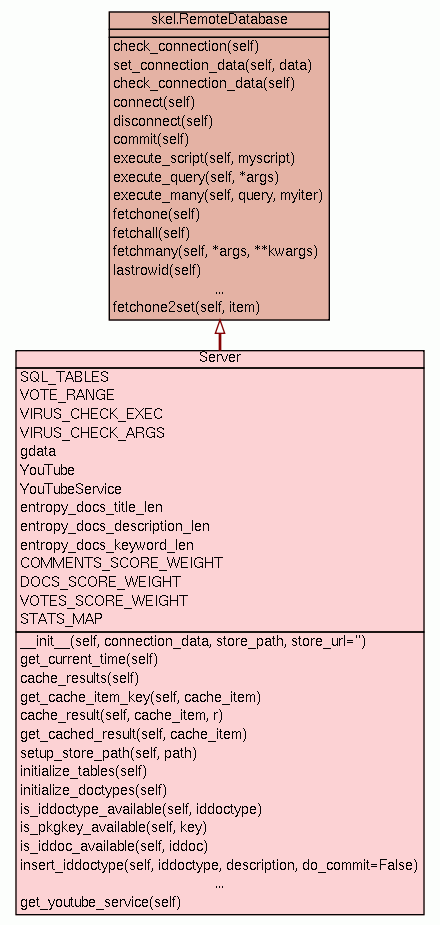 skel.RemoteDatabase
check_connection(self)
set_connection_data(self, data)
check_connection_data(self)
connect(self)
disconnect(self)
commit(self)
execute_script(self, myscript)
execute_query(self, *args)
execute_many(self, query, myiter)
fetchone(self)
fetchall(self)
fetchmany(self, *args, **kwargs)
lastrowid(self)
...
fetchone2set(self, item)
Server
SQL_TABLES
VOTE_RANGE
VIRUS_CHECK_EXEC
VIRUS_CHECK_ARGS
gdata
YouTube
YouTubeService
entropy_docs_title_len
entropy_docs_description_len
entropy_docs_keyword_len
COMMENTS_SCORE_WEIGHT
DOCS_SCORE_WEIGHT
VOTES_SCORE_WEIGHT
STATS_MAP
__init__(self, connection_data, store_path, store_url='')
get_current_time(self)
cache_results(self)
get_cache_item_key(self, cache_item)
cache_result(self, cache_item, r)
get_cached_result(self, cache_item)
setup_store_path(self, path)
initialize_tables(self)
initialize_doctypes(self)
is_iddoctype_available(self, iddoctype)
is_pkgkey_available(self, key)
is_iddoc_available(self, iddoc)
insert_iddoctype(self, iddoctype, description, do_commit=False)
...
get_youtube_service(self)